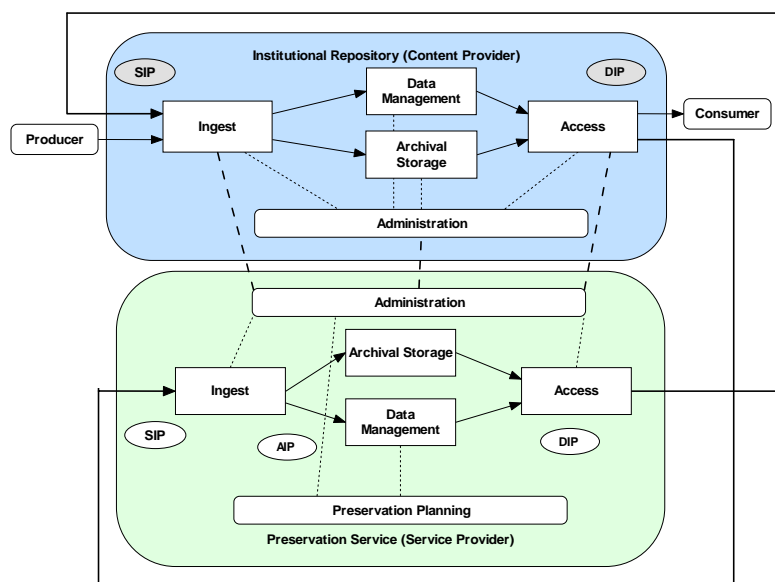 Institutional Repository (Content Provider)
SIP
DIP
Data
Management
Ingest
Access
Consumer
Producer
Archival
Storage
Administration
Administration
Archival Storage
Ingest
Access
Data
Management
SIP
AIP
DIP
Preservation Planning
Preservation Service (Service Provider)